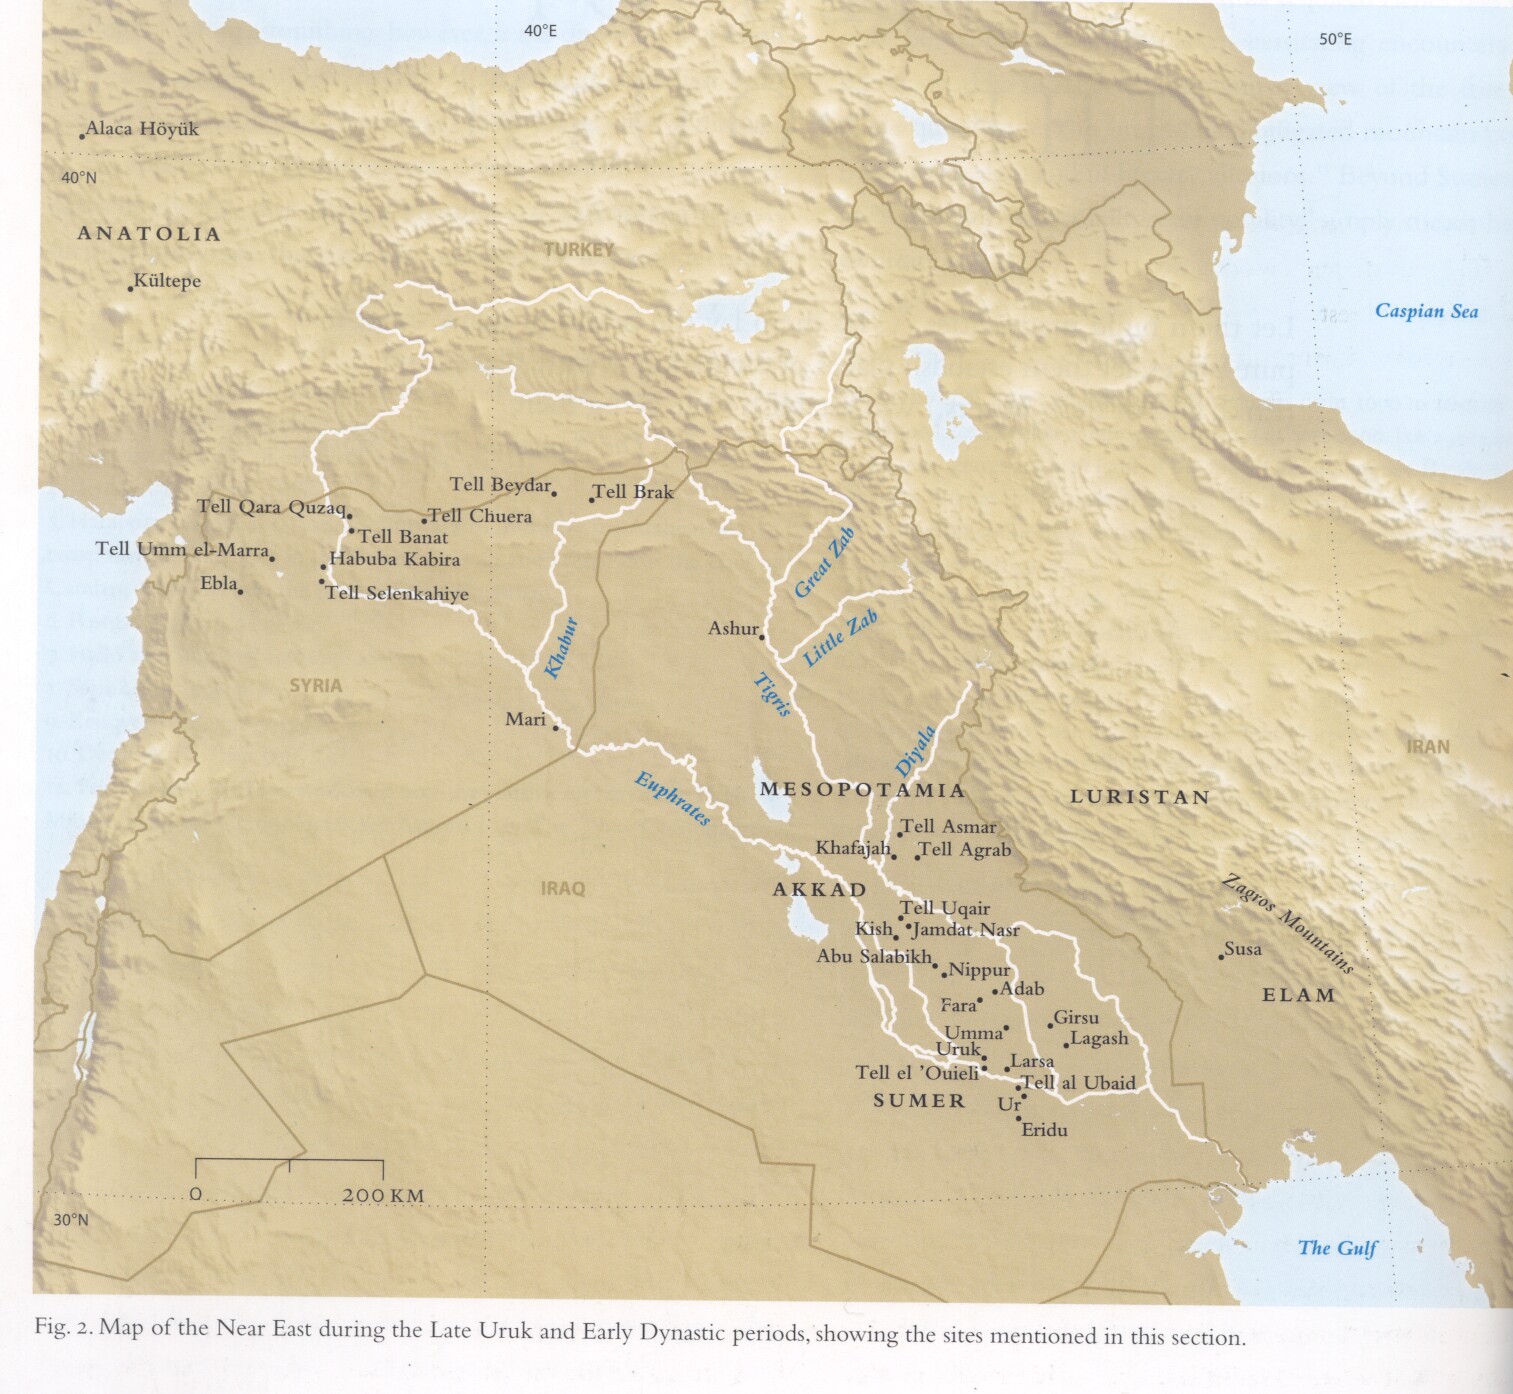 40°E
50°E
Alaca Höyük
40°N
ANATOLIA
TURKEY
Kültepe
Caspian Sea
Tell Beydar
Tell Brak
Tell Qara Quzaq
Tell Chuera
Tell Banat
Tell Umm el-Marra
Habuba Kabira
Ebla
Tell Selenkahiye
Great Zab
Ashur
Little Zab
Khabur
SYRIA
Tigris
Mari
Diyala
IRAN
Euphrates
MESOPOTAMIA
LURISTAN
Tell Asmar
Khafajah
Tell Agrab
IRAQ
AKKAD
Zagros Mountains
Tell Uqair
Kish
Jamdat Nasr
Susa
Abu Salabikh
Nippur
Adab
ELAM
Fara
Girsu
Umma
Lagash
Uruk
Larsa
Tell el 'Ouieli
Tell al Ubaid
SUMER
Ur
Eridu
0
200 KM
30°N
The Gulf
Fig. 2. Map of the Near East during the Late Uruk and Early Dynastic periods, showing the sites mentioned in this section.